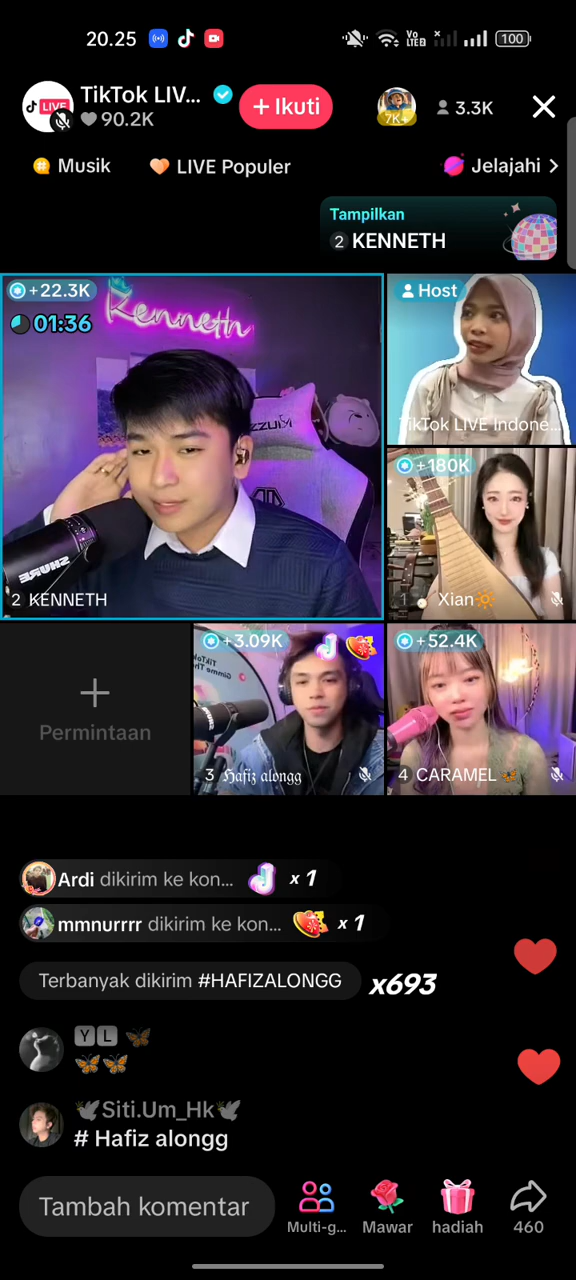 20.25
Vo
LTE2
100
LIVE
TikTok LIV...
90.2K
+ Ikuti
7K+
3.3K
Musik
LIVE Populer
Jelajahi
Tampilkan
2 KENNETH
+22.3K
01:36
Kenneth
SHURE
2 KENNETH
Host
TikTok LIVE Indone...
+180K
1 Xian
Permintaan
+3.09K
3 Hafiz alongg
+52.4K
4 CARAMEL
Ardi dikirim ke kon... x 1
mmnurrrr dikirim ke kon... x 1
Terbanyak dikirim #HAFIZALONGG x693
Y L 🦋
🦋🦋
🕊Siti.Um_Hk🕊
# Hafiz alongg
Tambah komentar
Multi-g...
Mawar
hadiah
460